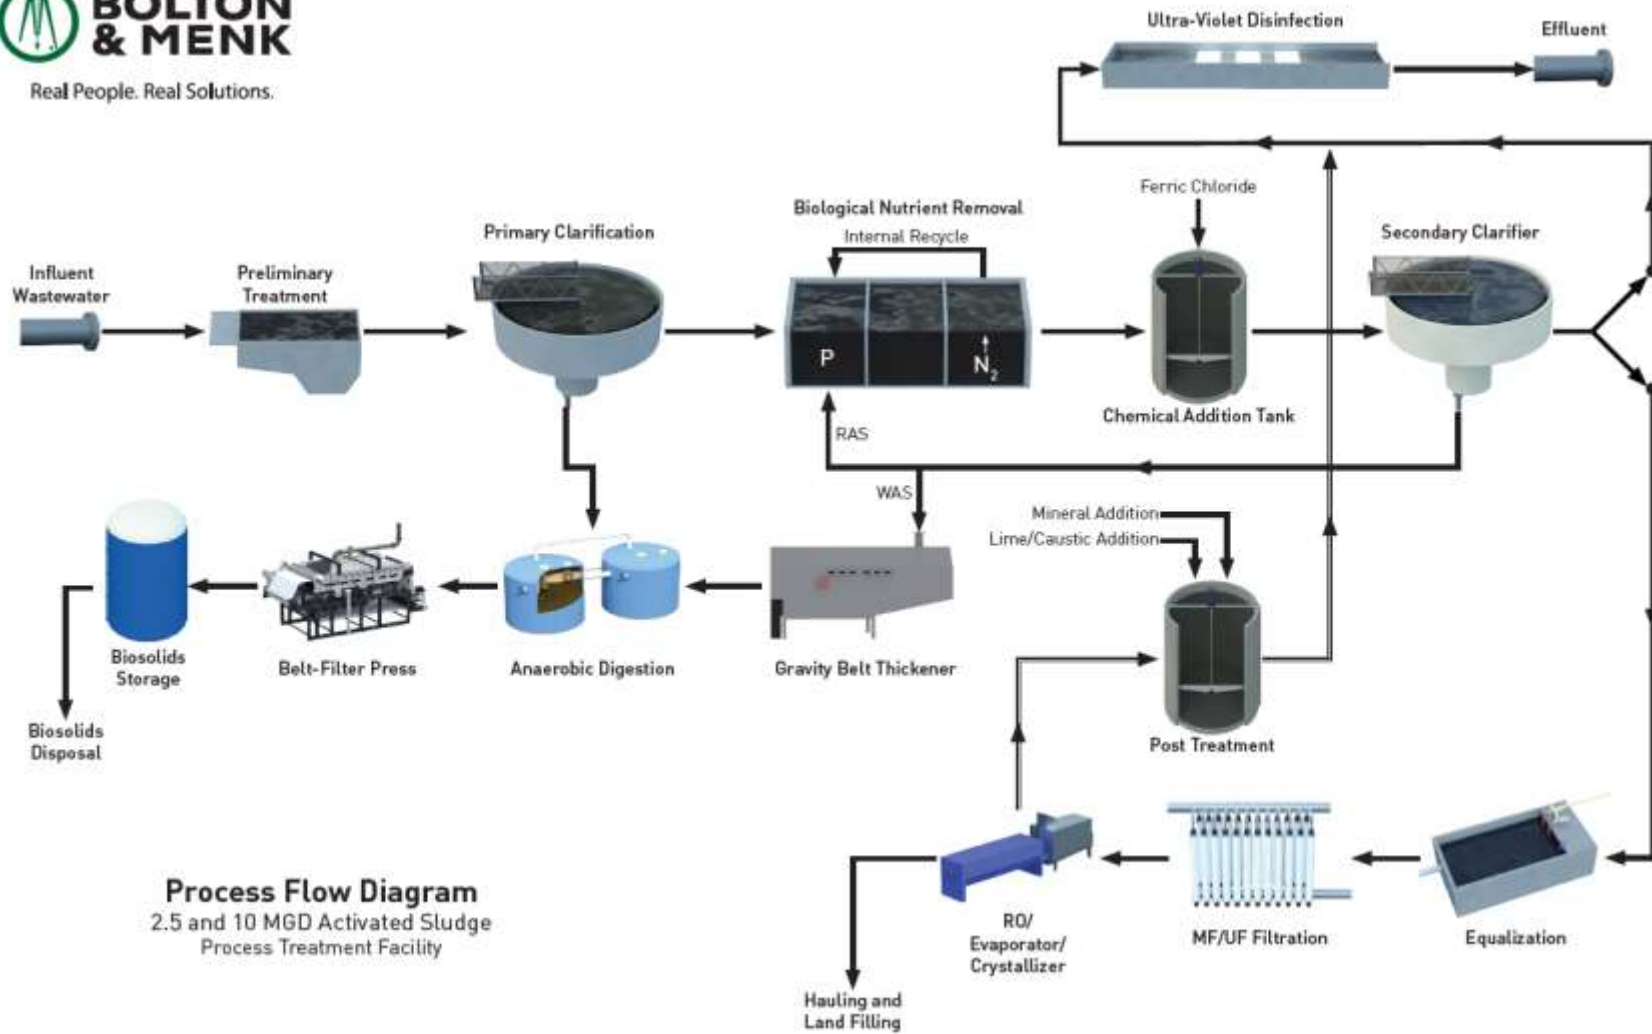 BOLTON
& MENK
Real People. Real Solutions.
Ultra-Violet Disinfection
Effluent
Ferric Chloride
Biological Nutrient Removal
Internal Recycle
Primary Clarification
Secondary Clarifier
Influent
Wastewater
Preliminary
Treatment
P
N2
Chemical Addition Tank
RAS
WAS
Mineral Addition
Lime/Caustic Addition
Biosolids
Storage
Belt-Filter Press
Anaerobic Digestion
Gravity Belt Thickener
Biosolids
Disposal
Post Treatment
Process Flow Diagram
2.5 and 10 MGD Activated Sludge
Process Treatment Facility
RO/
Evaporator/
Crystallizer
MF/UF Filtration
Equalization
Hauling and
Land Filling